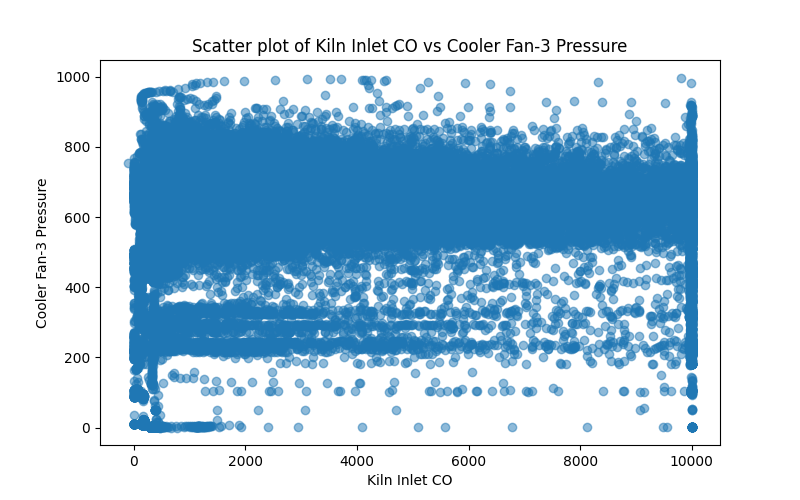 Scatter plot of Kiln Inlet CO vs Cooler Fan-3 Pressure
1000
800
600
400
200
0
Cooler Fan-3 Pressure
0 2000 4000 6000 8000 10000
Kiln Inlet CO